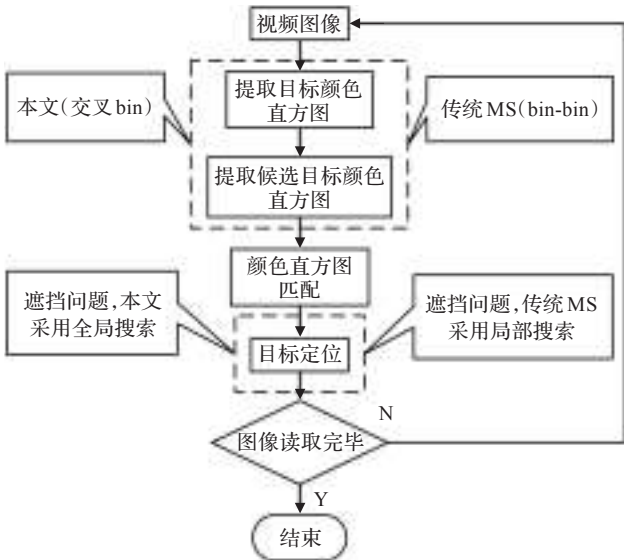 视频图像
提取目标颜色
直方图
本文(交叉bin)
传统MS(bin-bin)
提取候选目标颜色
直方图
颜色直方图
匹配
遮挡问题,本文
采用全局搜索
遮挡问题,传统MS
采用局部搜索
目标定位
N
图像读取完毕
Y
结束